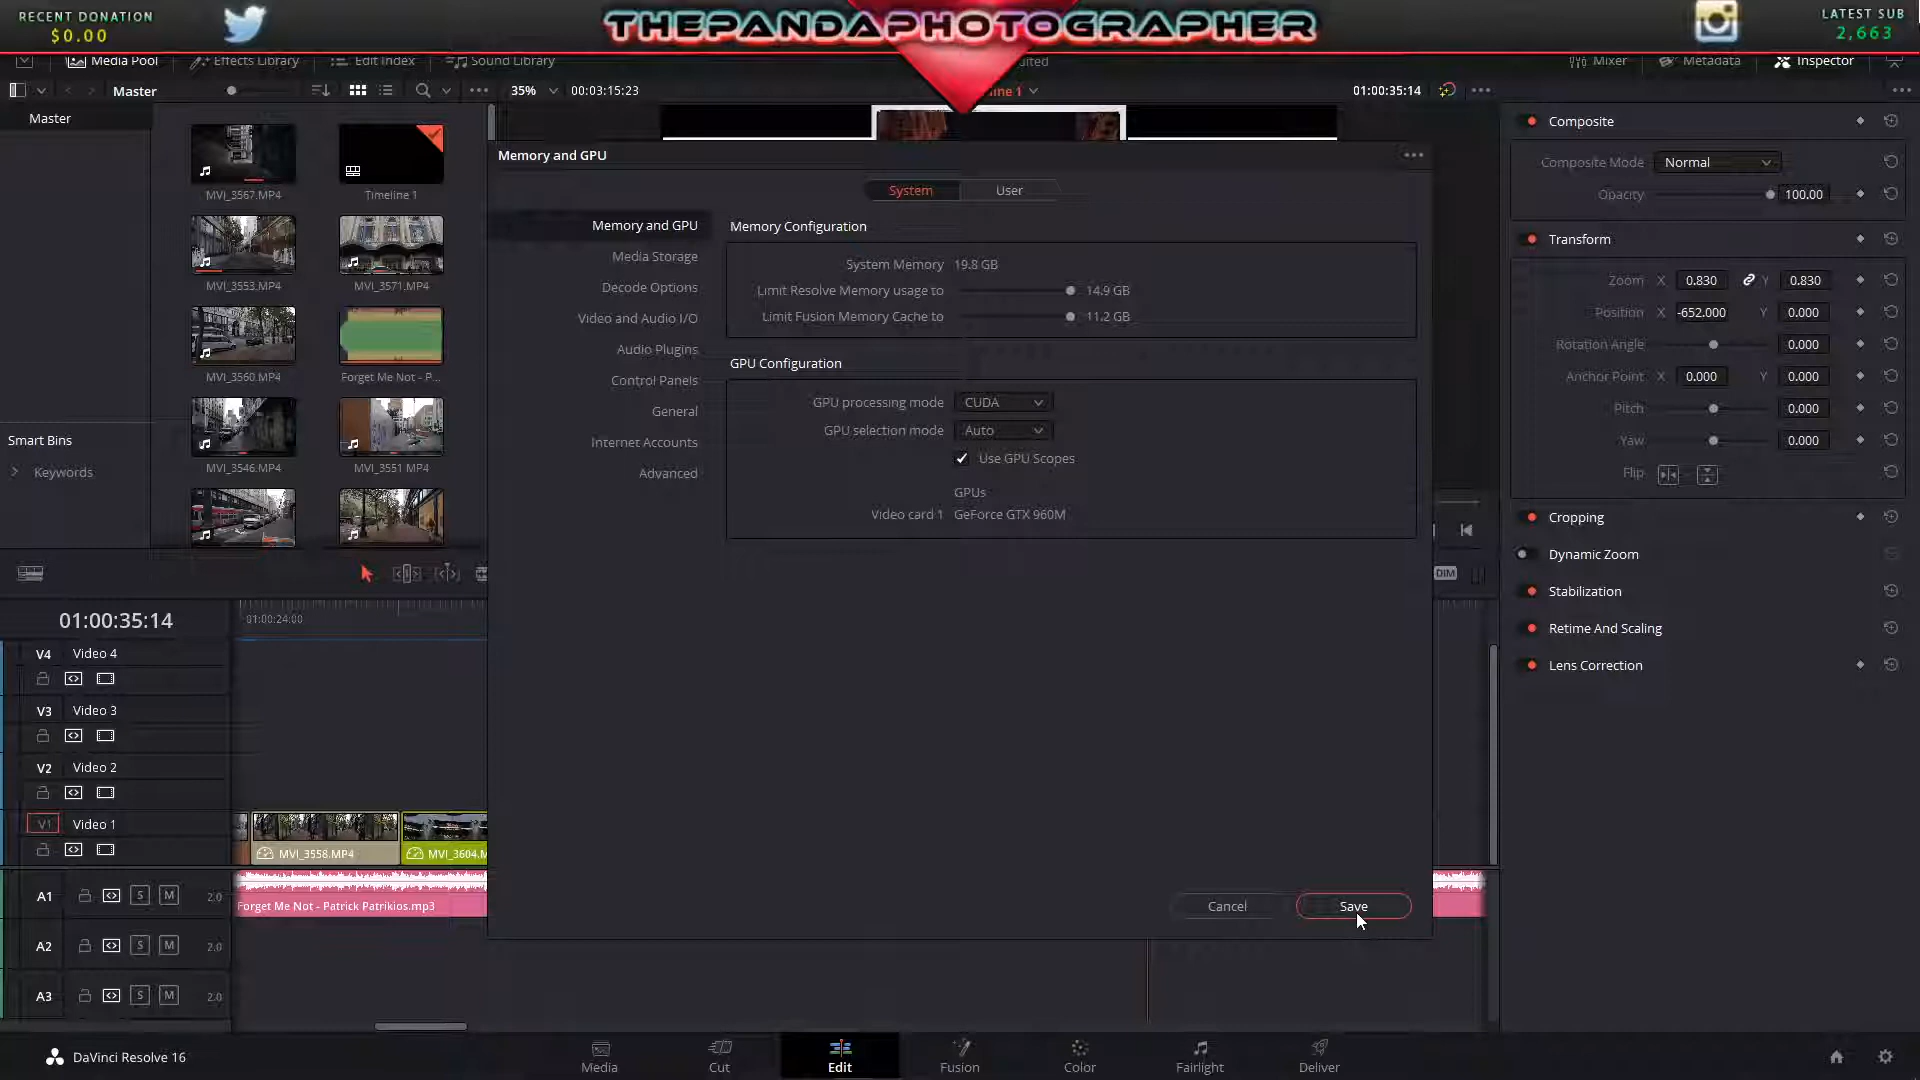 RECENT DONATION
$0.00
THEPANDAPHOTOGRAPHER
LATEST SUB
2,663
Media Pool
Effects Library
Edit Index
Sound Library
Mixer
Metadata
Inspector
Master
35%
00:03:15:23
01:00:35:14
Master
MVI_3567.MP4
Timeline 1
MVI_3553.MP4
MVI_3571.MP4
MVI_3560.MP4
Forget Me Not - P...
MVI_3546.MP4
MVI_3551 MP4
Smart Bins
Keywords
Memory and GPU
System
User
Memory and GPU
Media Storage
Decode Options
Video and Audio I/O
Audio Plugins
Control Panels
General
Internet Accounts
Advanced
Memory Configuration
System Memory 19.8 GB
Limit Resolve Memory usage to 14.9 GB
Limit Fusion Memory Cache to 11.2 GB
GPU Configuration
GPU processing mode CUDA
GPU selection mode Auto
Use GPU Scopes
GPUs
Video card 1 GeForce GTX 960M
Cancel
Save
Composite
Composite Mode Normal
Opacity 100.00
Transform
Zoom X 0.830 Y 0.830
Position X -652.000 Y 0.000
Rotation Angle 0.000
Anchor Point X 0.000 Y 0.000
Pitch 0.000
Yaw 0.000
Flip
Cropping
Dynamic Zoom
Stabilization
Retime And Scaling
Lens Correction
DIM
01:00:35:14
01:00:24:00
V4 Video 4
V3 Video 3
V2 Video 2
V1 Video 1
MVI_3558.MP4
MVI_3604.M
A1 S M 2.0
Forget Me Not - Patrick Patrikios.mp3
A2 S M 2.0
A3 S M 2.0
DaVinci Resolve 16
Media
Cut
Edit
Fusion
Color
Fairlight
Deliver